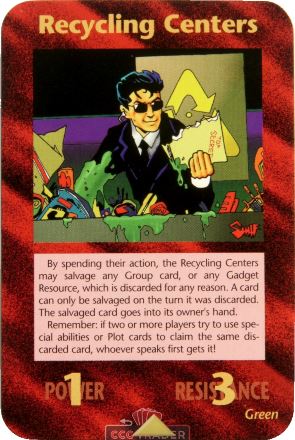 Recycling Centers
TOP
SECRET
By spending their action, the Recycling Centers
may salvage any Group card, or any Gadget
Resource, which is discarded for any reason. A card
can only be salvaged on the turn it was discarded.
The salvaged card goes into its owner's hand.
Remember: if two or more players try to use spe-
cial abilities or Plot cards to claim the same dis-
carded card, whoever speaks first gets it!
POWER 1
RESISTANCE 3
Green
CCGTRADER